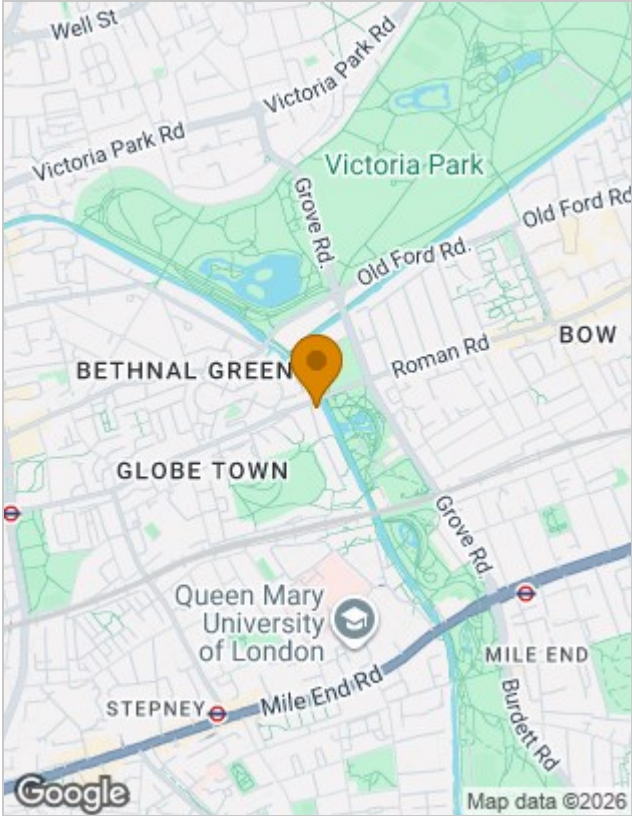 Well St
Victoria Park Rd
Victoria Park Rd
Victoria Park
Grove Rd.
Old Ford Rd
Old Ford Rd.
BOW
Roman Rd
BETHNAL GREEN
GLOBE TOWN
Grove Rd.
Queen Mary
University
of London
MILE END
STEPNEY
Mile End Rd
Burdett Rd
Google
Map data ©2026